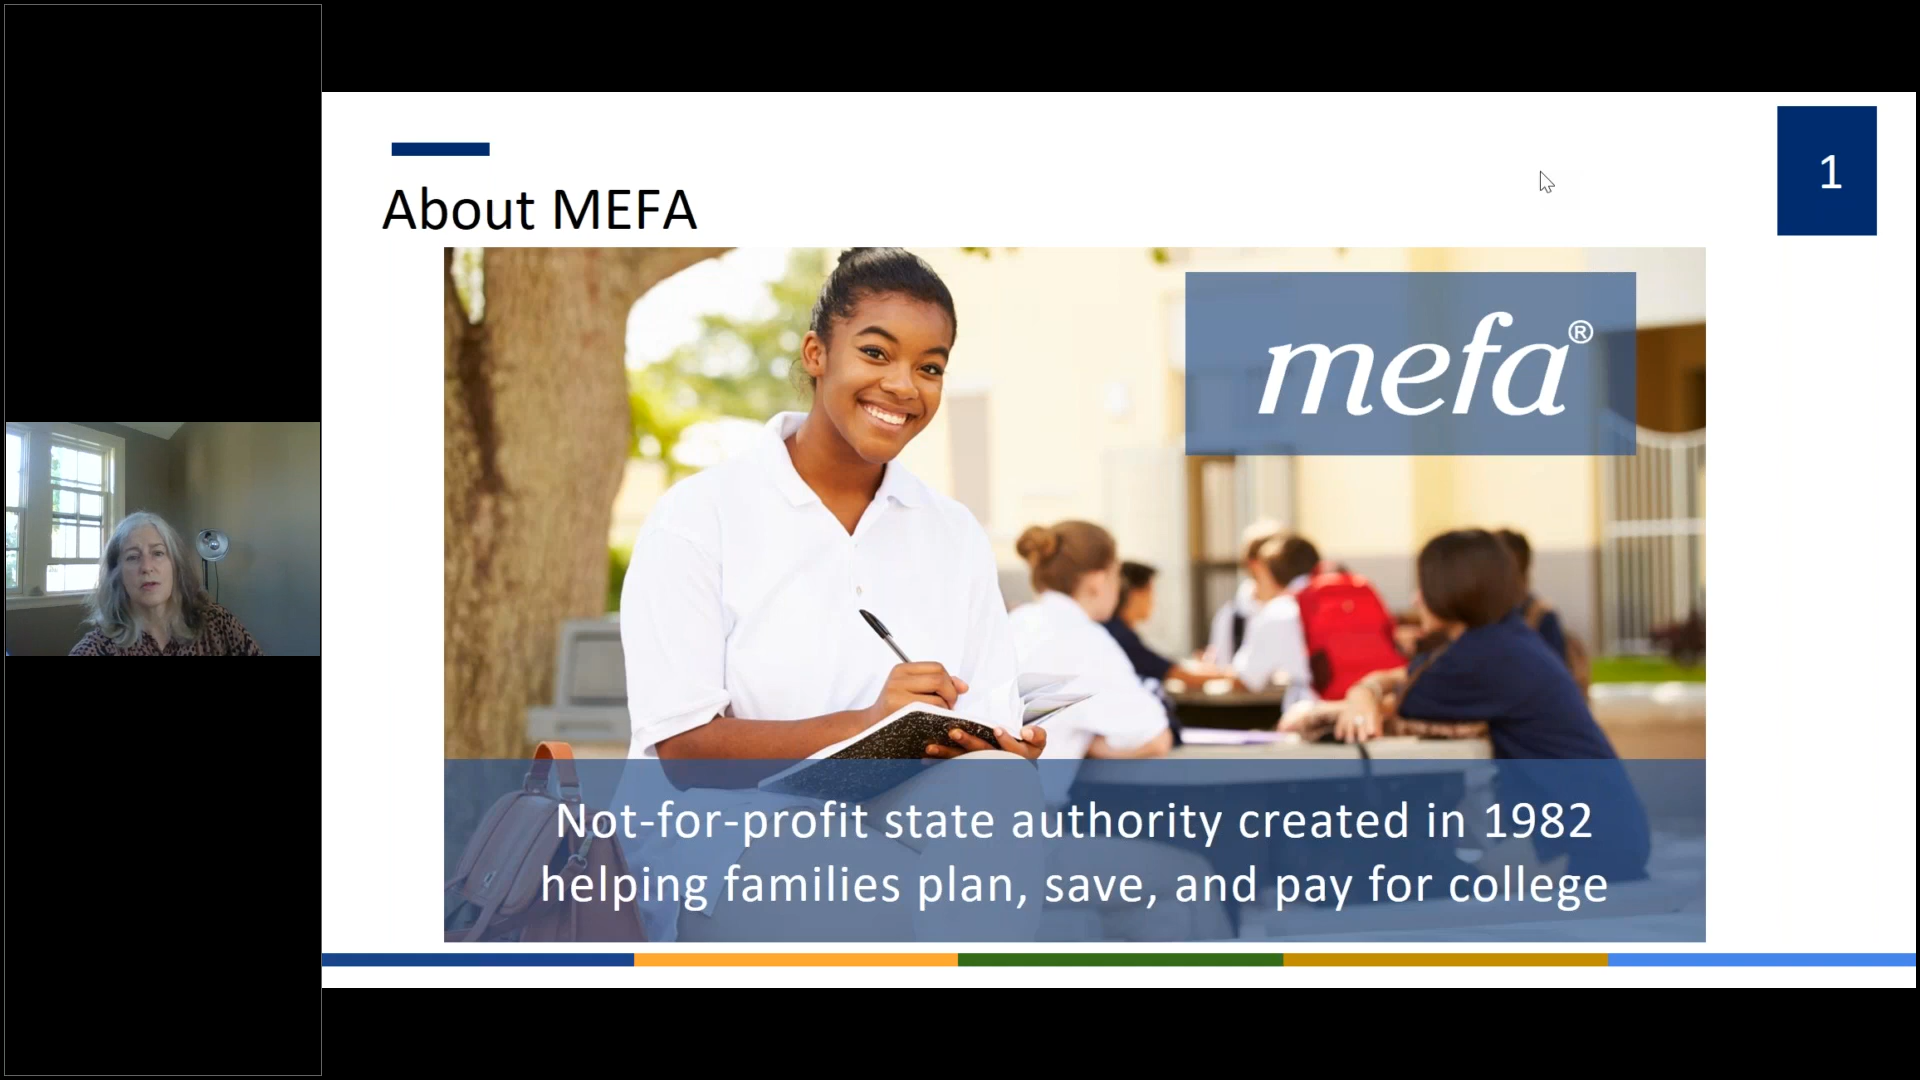 About MEFA
1
mefa®
Not-for-profit state authority created in 1982
helping families plan, save, and pay for college